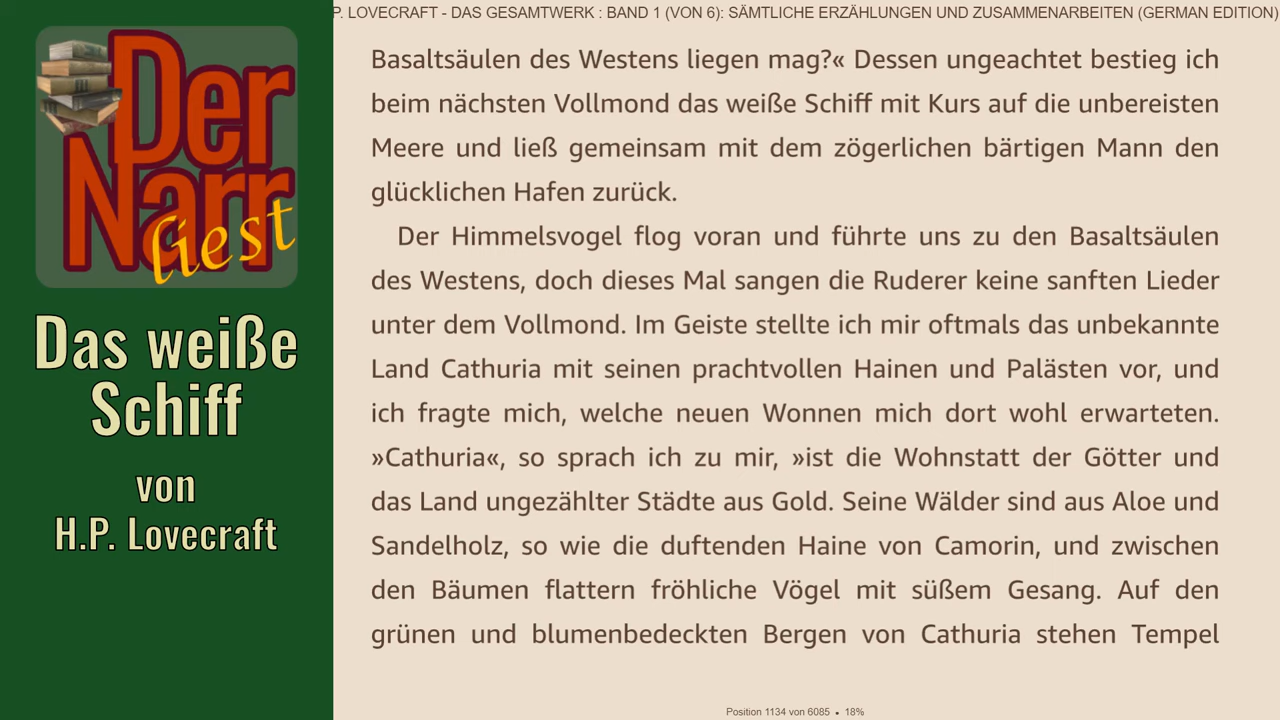 Der
Narr
liest
Das weiße
Schiff
von
H.P. Lovecraft
P. LOVECRAFT - DAS GESAMTWERK : BAND 1 (VON 6): SÄMTLICHE ERZÄHLUNGEN UND ZUSAMMENARBEITEN (GERMAN EDITION)
Basaltsäulen des Westens liegen mag?« Dessen ungeachtet bestieg ich
beim nächsten Vollmond das weiße Schiff mit Kurs auf die unbereisten
Meere und ließ gemeinsam mit dem zögerlichen bärtigen Mann den
glücklichen Hafen zurück.
Der Himmelsvogel flog voran und führte uns zu den Basaltsäulen
des Westens, doch dieses Mal sangen die Ruderer keine sanften Lieder
unter dem Vollmond. Im Geiste stellte ich mir oftmals das unbekannte
Land Cathuria mit seinen prachtvollen Hainen und Palästen vor, und
ich fragte mich, welche neuen Wonnen mich dort wohl erwarteten.
»Cathuria«, so sprach ich zu mir, »ist die Wohnstatt der Götter und
das Land ungezählter Städte aus Gold. Seine Wälder sind aus Aloe und
Sandelholz, so wie die duftenden Haine von Camorin, und zwischen
den Bäumen flattern fröhliche Vögel mit süßem Gesang. Auf den
grünen und blumenbedeckten Bergen von Cathuria stehen Tempel
Position 1134 von 6085 • 18%